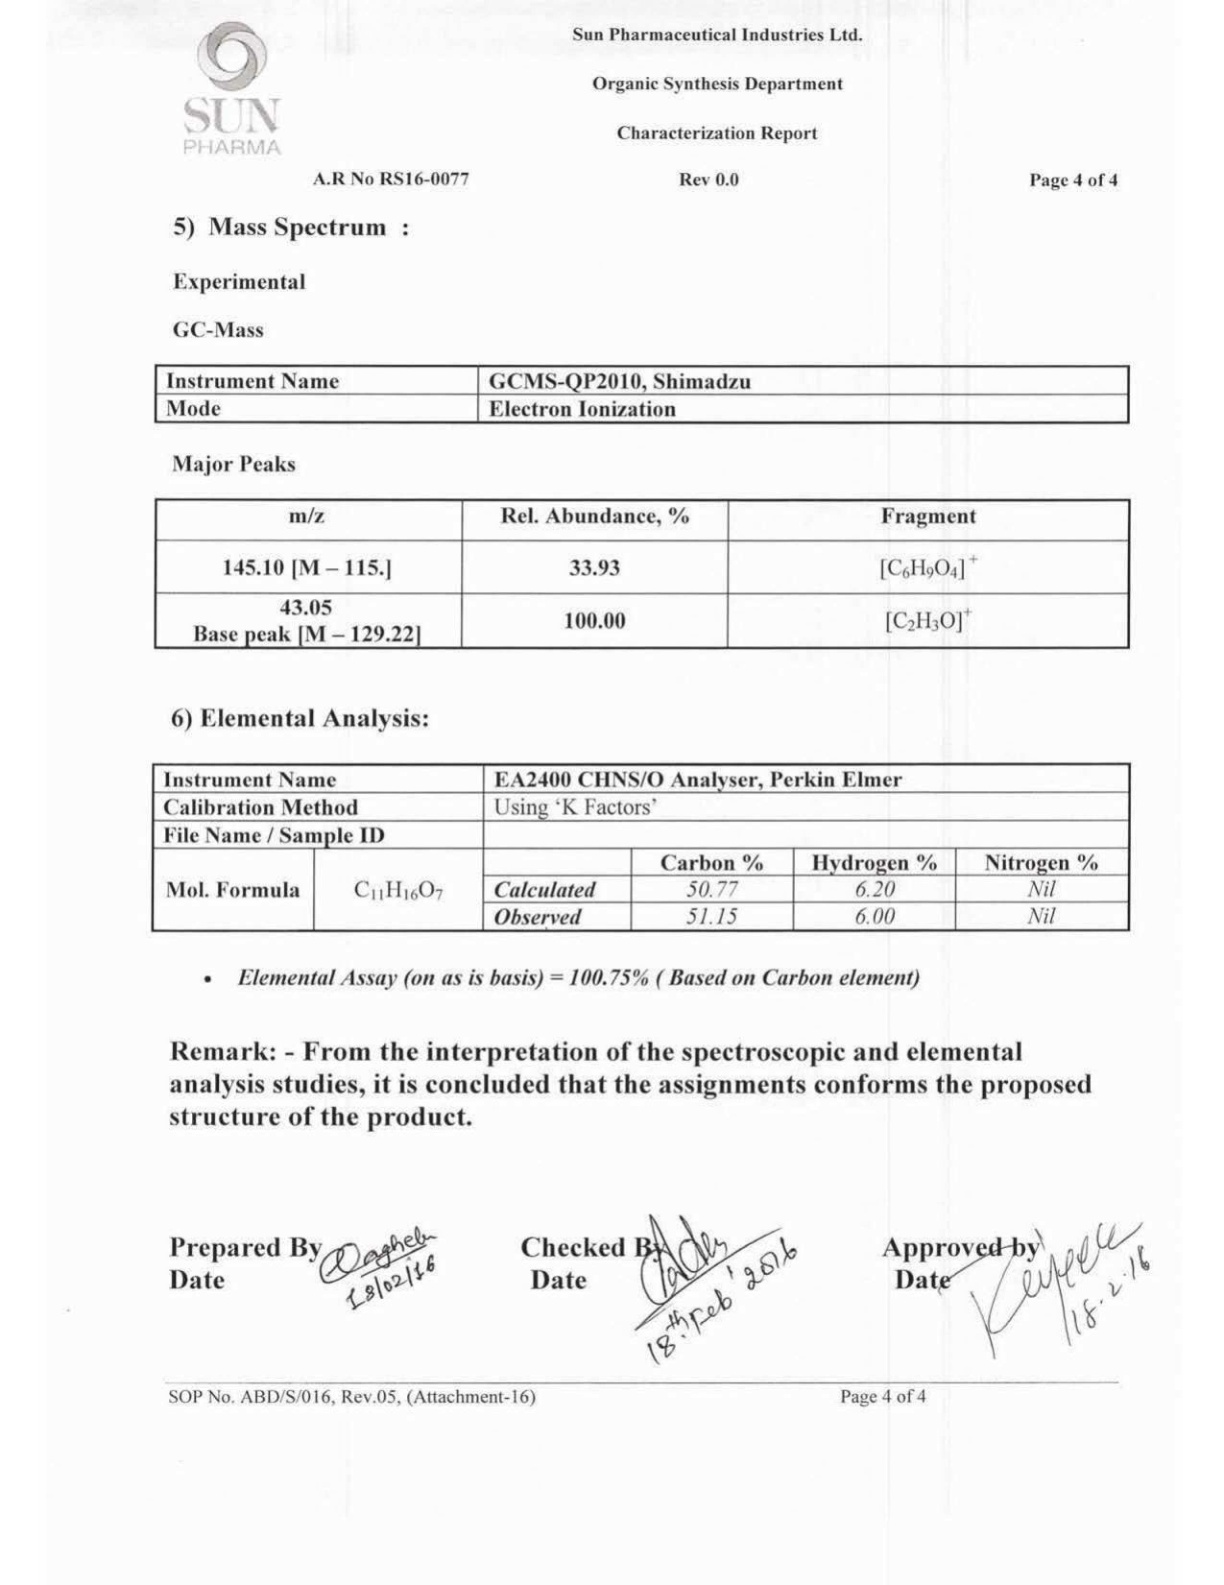 SUN
PHARMA
Sun Pharmaceutical Industries Ltd.
Organic Synthesis Department
Characterization Report
A.R No RS16-0077 Rev 0.0 Page 4 of 4
5) Mass Spectrum :
Experimental
GC-Mass
Instrument Name GCMS-QP2010, Shimadzu
Mode Electron Ionization
Major Peaks
m/z Rel. Abundance, % Fragment
145.10 [M – 115.] 33.93 [C₆H₉O₄]⁺
43.05
Base peak [M – 129.22] 100.00 [C₂H₃O]⁺
6) Elemental Analysis:
Instrument Name EA2400 CHNS/O Analyser, Perkin Elmer
Calibration Method Using ‘K Factors’
File Name / Sample ID
Carbon % Hydrogen % Nitrogen %
Mol. Formula C₁₁H₁₆O₇ Calculated 50.77 6.20 Nil
Observed 51.15 6.00 Nil
• Elemental Assay (on as is basis) = 100.75% ( Based on Carbon element)
Remark: - From the interpretation of the spectroscopic and elemental
analysis studies, it is concluded that the assignments conforms the proposed
structure of the product.
Prepared By Checked By Approved by
Date 18/02/16 Date 18th Feb' 2016 Date 18.2.16
SOP No. ABD/S/016, Rev.05, (Attachment-16) Page 4 of 4